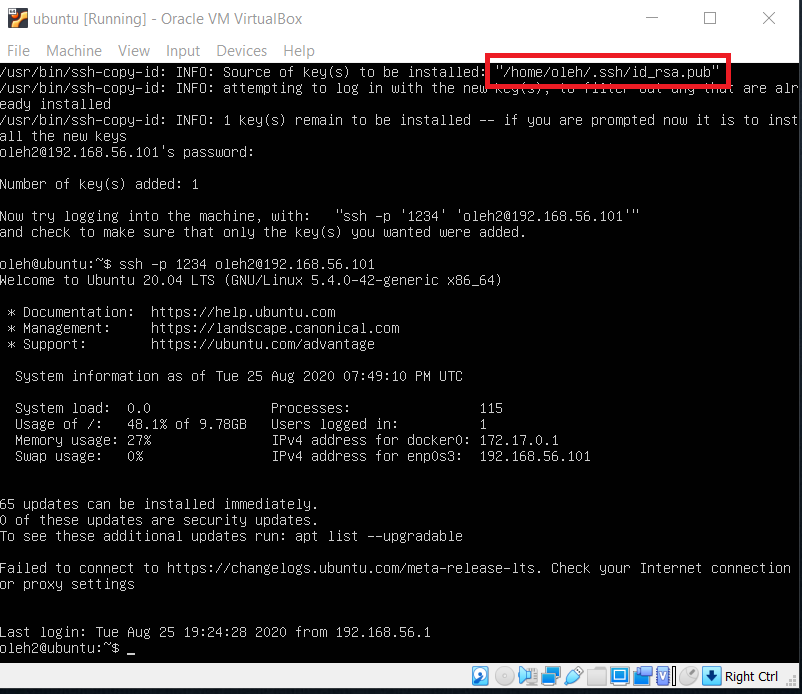 ubuntu [Running] - Oracle VM VirtualBox
File Machine View Input Devices Help
/usr/bin/ssh-copy-id: INFO: Source of key(s) to be installed: "/home/oleh/.ssh/id_rsa.pub"
/usr/bin/ssh-copy-id: INFO: attempting to log in with the new key(s), to filter out any that are alr
eady installed
/usr/bin/ssh-copy-id: INFO: 1 key(s) remain to be installed -- if you are prompted now it is to inst
all the new keys
oleh2@192.168.56.101's password:
Number of key(s) added: 1
Now try logging into the machine, with:   "ssh -p '1234' 'oleh2@192.168.56.101'"
and check to make sure that only the key(s) you wanted were added.
oleh@ubuntu:~$ ssh -p 1234 oleh2@192.168.56.101
Welcome to Ubuntu 20.04 LTS (GNU/Linux 5.4.0-42-generic x86_64)
* Documentation:  https://help.ubuntu.com
* Management:     https://landscape.canonical.com
* Support:        https://ubuntu.com/advantage
System information as of Tue 25 Aug 2020 07:49:10 PM UTC
System load:  0.0                Processes:                115
Usage of /:   48.1% of 9.78GB   Users logged in:          1
Memory usage: 27%                IPv4 address for docker0: 172.17.0.1
Swap usage:   0%                 IPv4 address for enp0s3:  192.168.56.101
65 updates can be installed immediately.
0 of these updates are security updates.
To see these additional updates run: apt list --upgradable
Failed to connect to https://changelogs.ubuntu.com/meta-release-lts. Check your Internet connection
or proxy settings
Last login: Tue Aug 25 19:24:28 2020 from 192.168.56.1
oleh2@ubuntu:~$ _
Right Ctrl